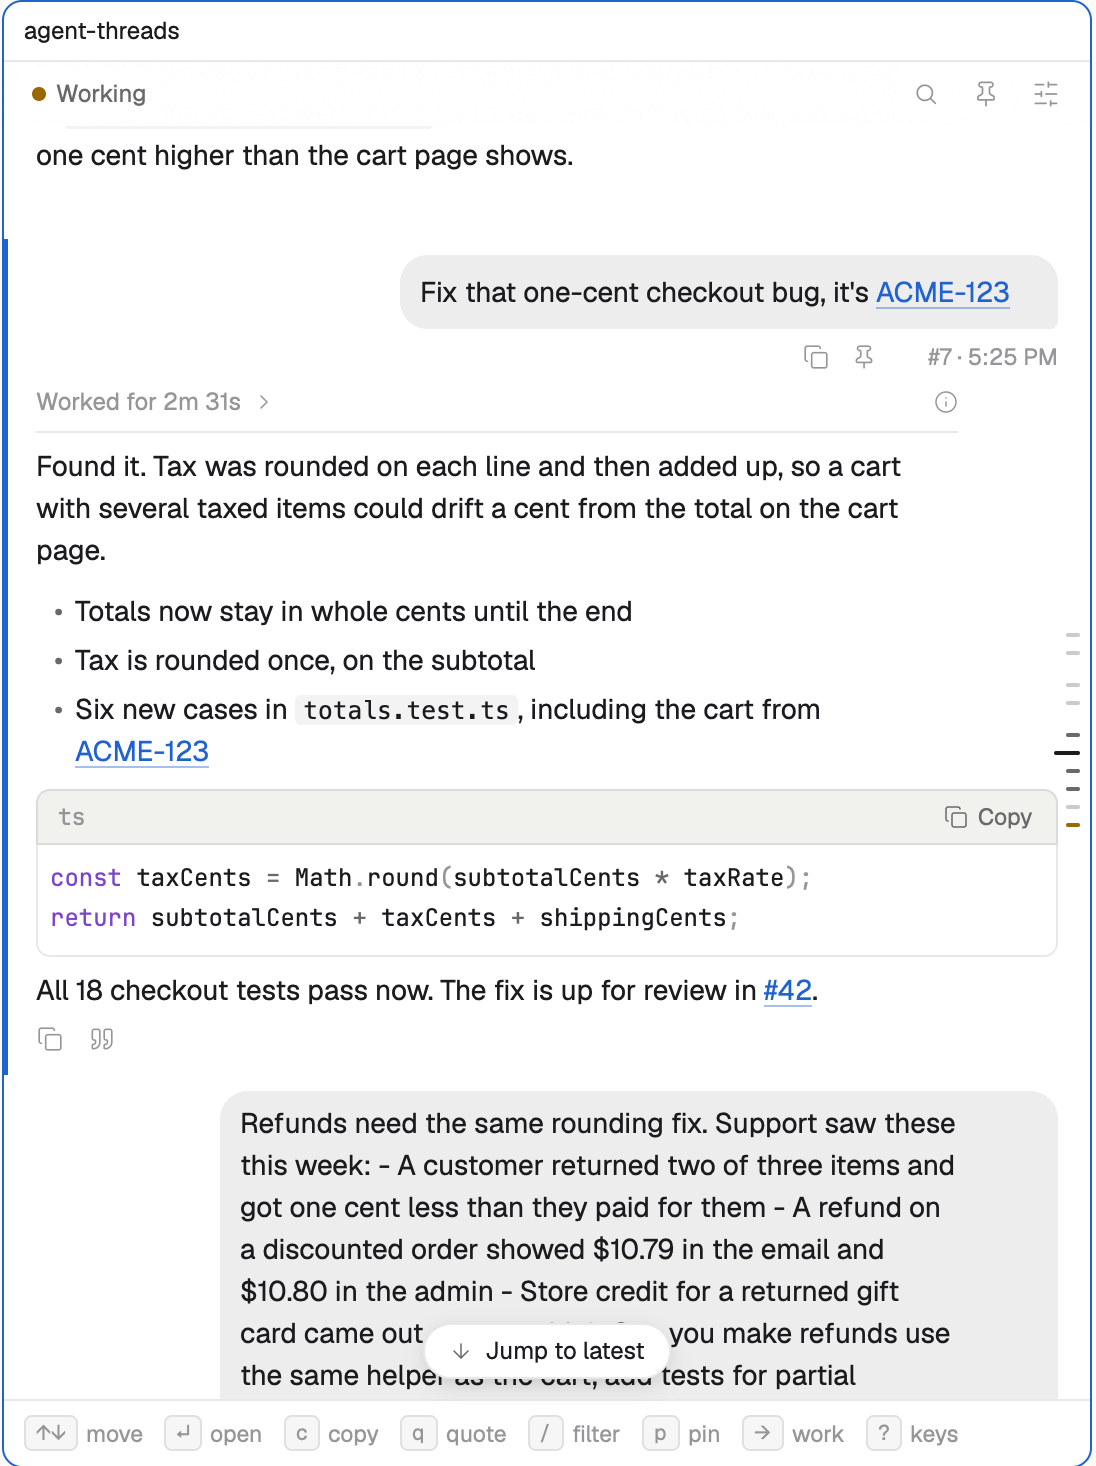 agent-threads
Working
one cent higher than the cart page shows.
Fix that one-cent checkout bug, it's ACME-123
#7 · 5:25 PM
Worked for 2m 31s
Found it. Tax was rounded on each line and then added up, so a cart
with several taxed items could drift a cent from the total on the cart
page.
• Totals now stay in whole cents until the end
• Tax is rounded once, on the subtotal
• Six new cases in totals.test.ts, including the cart from
ACME-123
ts
Copy
const taxCents = Math.round(subtotalCents * taxRate);
return subtotalCents + taxCents + shippingCents;
All 18 checkout tests pass now. The fix is up for review in #42.
Refunds need the same rounding fix. Support saw these
this week: - A customer returned two of three items and
got one cent less than they paid for them - A refund on
a discounted order showed $10.79 in the email and
$10.80 in the admin - Store credit for a returned gift
card came out you make refunds use
Jump to latest
the same helper as the cart, add tests for partial
↑↓ move ↵ open c copy q quote / filter p pin → work ? keys